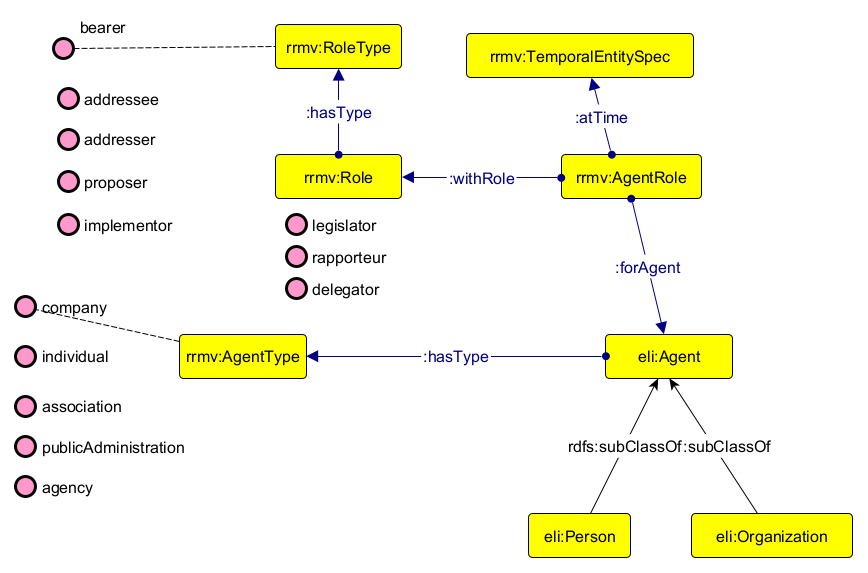 bearer
rrmv:RoleType
rrmv:TemporalEntitySpec
addressee
:hasType
:atTime
addresser
proposer
rrmv:Role
:withRole
rrmv:AgentRole
implementor
legislator
rapporteur
delegator
:forAgent
company
individual
rrmv:AgentType
:hasType
eli:Agent
association
publicAdministration
rdfs:subClassOf
:subClassOf
agency
eli:Person
eli:Organization